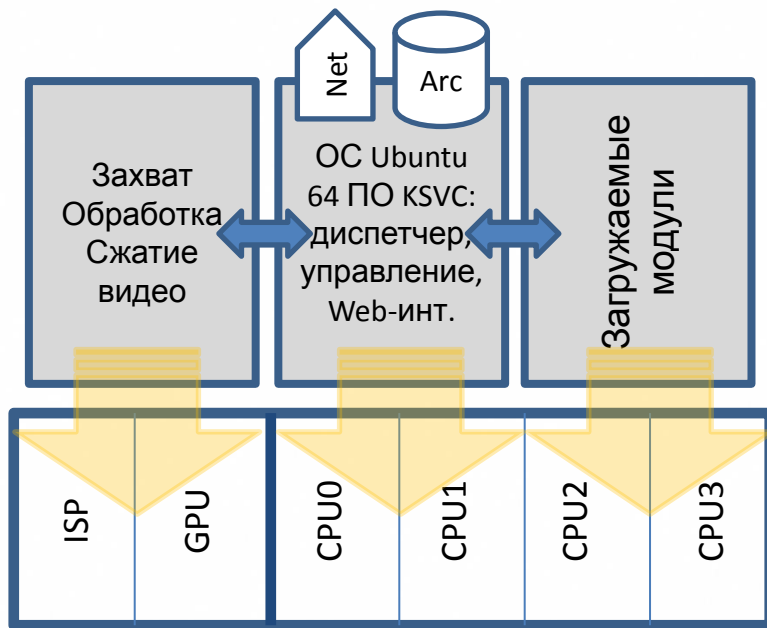 Net
Arc
Захват
Обработка
Сжатие
видео
ОС Ubuntu
64 ПО KSVC:
диспетчер,
управление,
Web-инт.
Загружаемые
модули
ISP
GPU
CPU0
CPU1
CPU2
CPU3